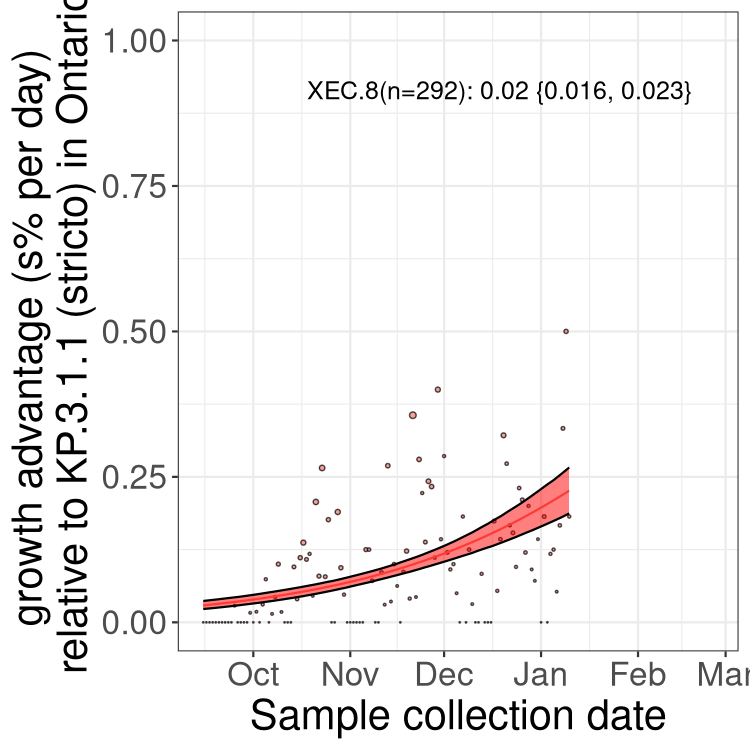 growth advantage (s% per day)
relative to KP.3.1.1 (stricto) in Ontario
1.00
0.75
0.50
0.25
0.00
XEC.8(n=292): 0.02 {0.016, 0.023}
Oct Nov Dec Jan Feb Mar
Sample collection date